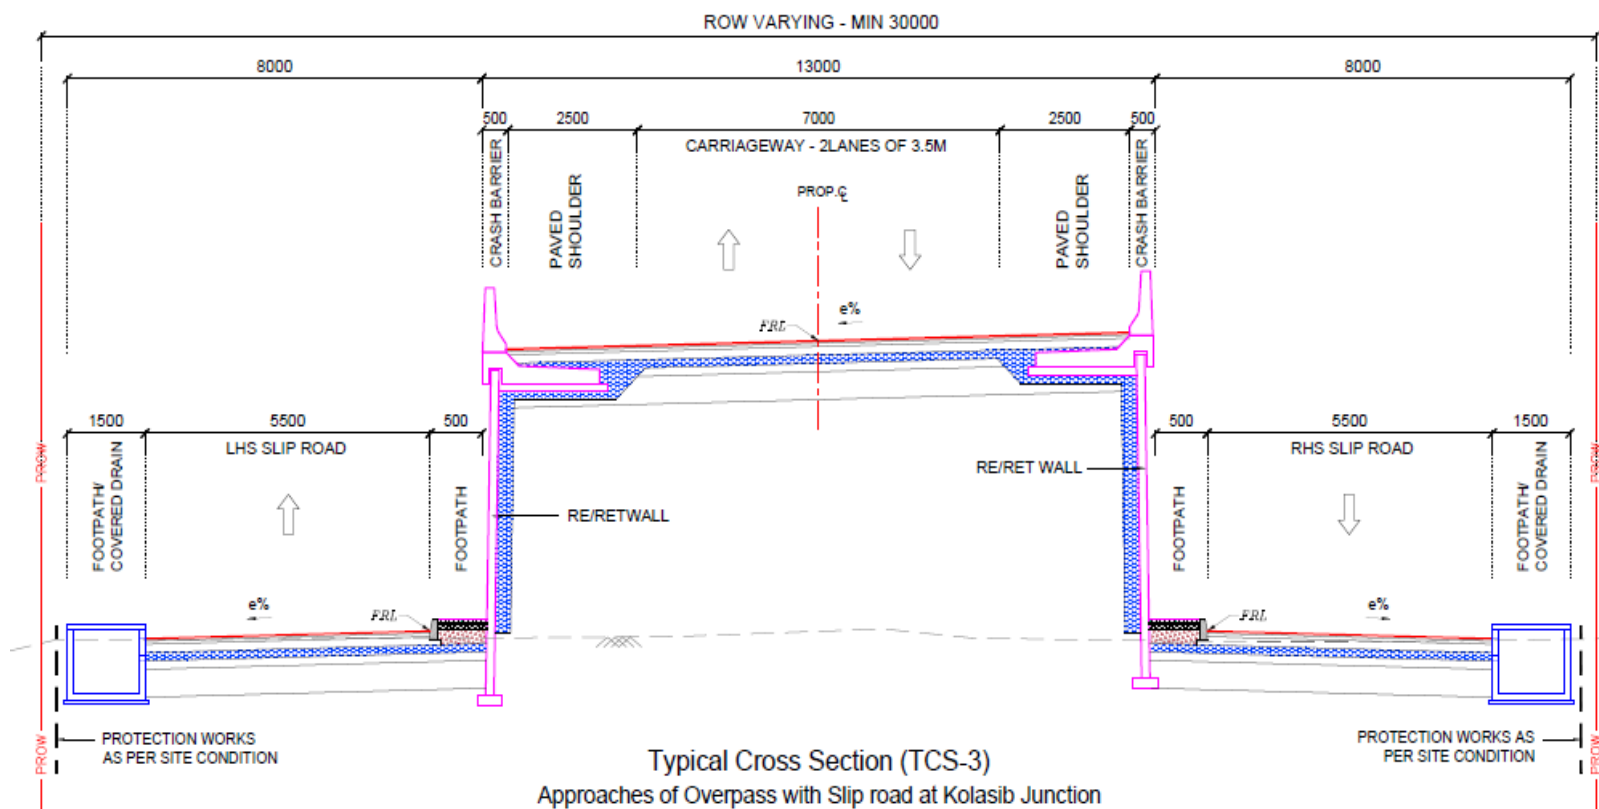 ROW VARYING - MIN 30000
8000
13000
8000
500
2500
7000
2500
500
CARRIAGEWAY - 2LANES OF 3.5M
CRASH BARRIER
PAVED
SHOULDER
PROP.℄
PAVED
SHOULDER
CRASH BARRIER
FRL
e%
1500
5500
500
500
5500
1500
LHS SLIP ROAD
RHS SLIP ROAD
PROW
FOOTPATH/
COVERED DRAIN
FOOTPATH
RE/RETWALL
RE/RET WALL
FOOTPATH
FOOTPATH/
COVERED DRAIN
PROW
e%
FRL
FRL
e%
PROW
PROTECTION WORKS
AS PER SITE CONDITION
PROTECTION WORKS AS
PER SITE CONDITION
PROW
Typical Cross Section (TCS-3)
Approaches of Overpass with Slip road at Kolasib Junction